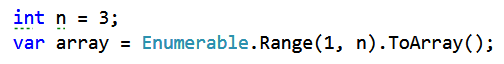 int n = 3;
var array = Enumerable.Range(1, n).ToArray();